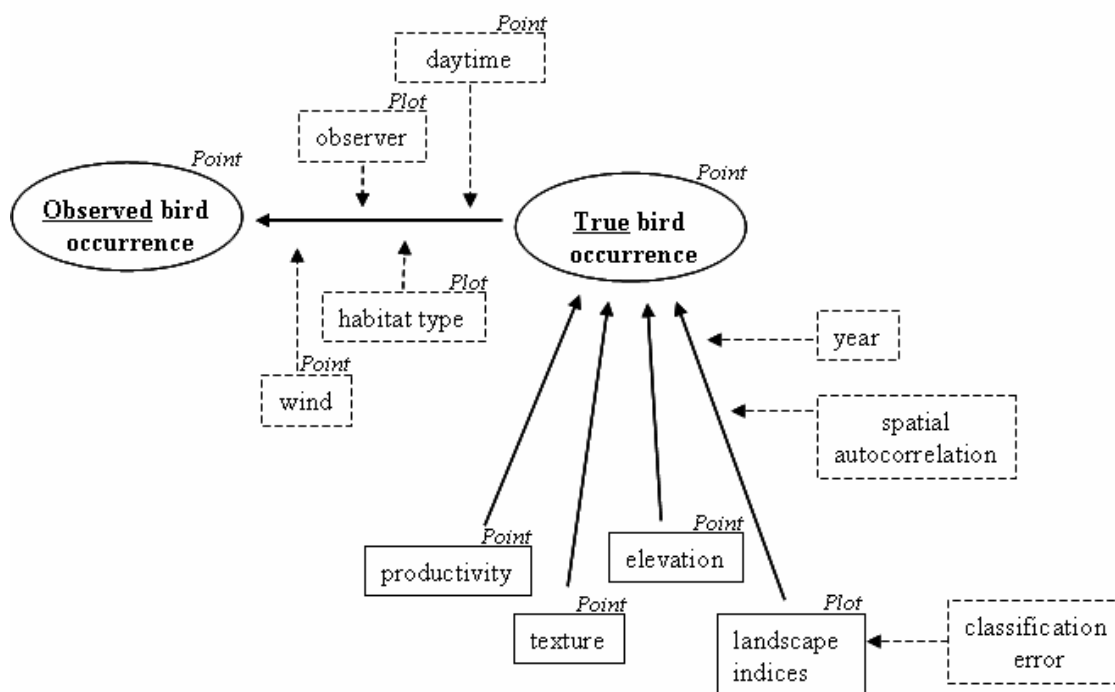 Point
daytime
Plot
observer
Point
Observed bird
occurrence
Point
True bird
occurrence
Plot
habitat type
Point
wind
year
spatial
autocorrelation
Point
productivity
Point
elevation
Point
texture
Plot
landscape
indices
classification
error